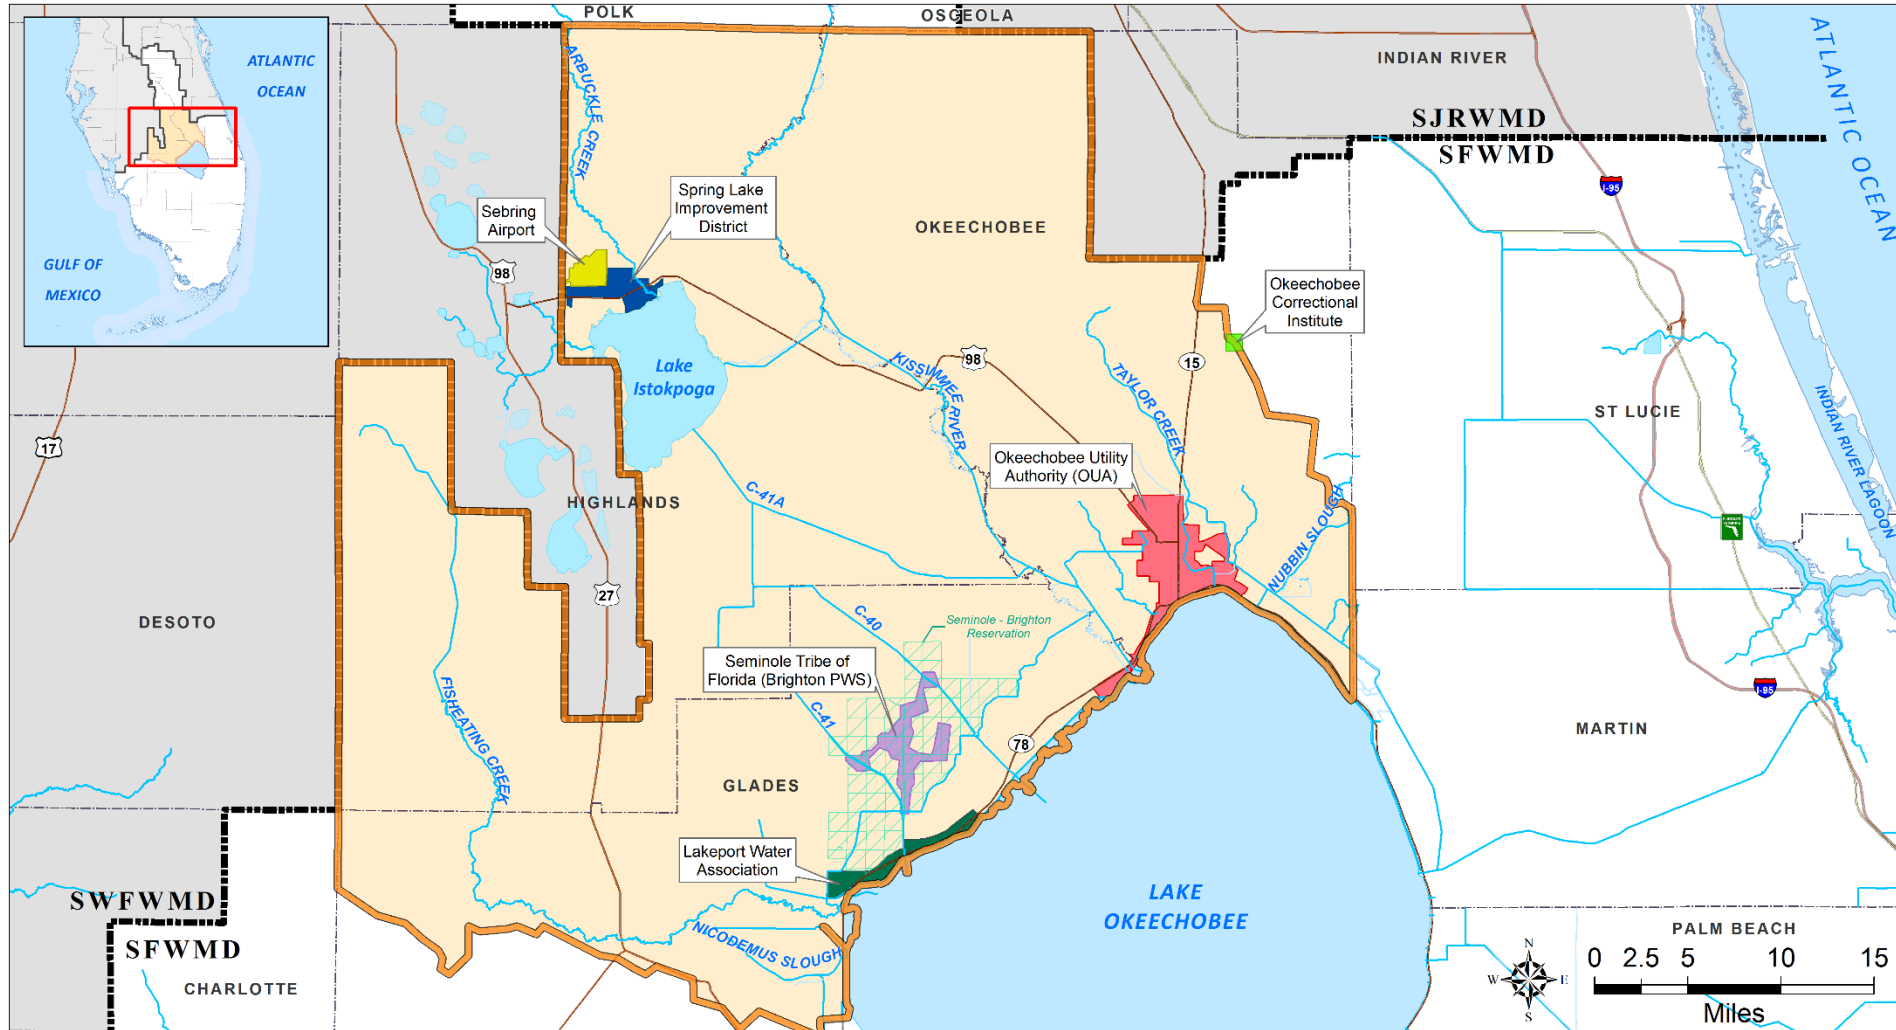 POLK
OSCEOLA
INDIAN RIVER
ATLANTIC
OCEAN
GULF OF
MEXICO
ATLANTIC OCEAN
ARBUCKLE CREEK
SJRWMD
SFWMD
I-95
Spring Lake
Improvement
District
Sebring
Airport
OKEECHOBEE
98
Okeechobee
Correctional
Institute
Lake
Istokpoga
KISSIMMEE RIVER
98
TAYLOR CREEK
15
ST LUCIE
INDIAN RIVER LAGOON
17
Okeechobee Utility
Authority (OUA)
C-41A
HIGHLANDS
NUBBIN SLOUGH
27
DESOTO
C-40
Seminole - Brighton
Reservation
Seminole Tribe of
Florida (Brighton PWS)
FISHEATING CREEK
C-41
I-95
78
MARTIN
GLADES
Lakeport Water
Association
SWFWMD
SFWMD
LAKE
OKEECHOBEE
NICODEMUS SLOUGH
CHARLOTTE
PALM BEACH
N
W E
S
0 2.5 5 10 15
Miles